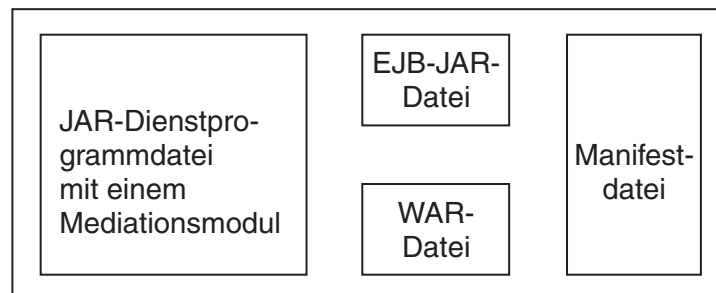 JAR-Dienstpro-
grammdatei
mit einem
Mediationsmodul
EJB-JAR-
Datei
WAR-
Datei
Manifest-
datei